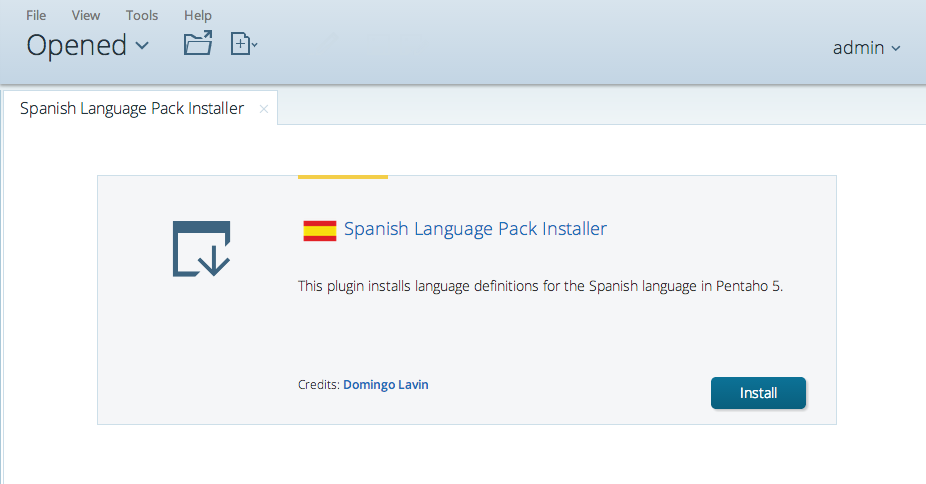 File View Tools Help
Opened
admin
Spanish Language Pack Installer
Spanish Language Pack Installer
This plugin installs language definitions for the Spanish language in Pentaho 5.
Credits: Domingo Lavin
Install